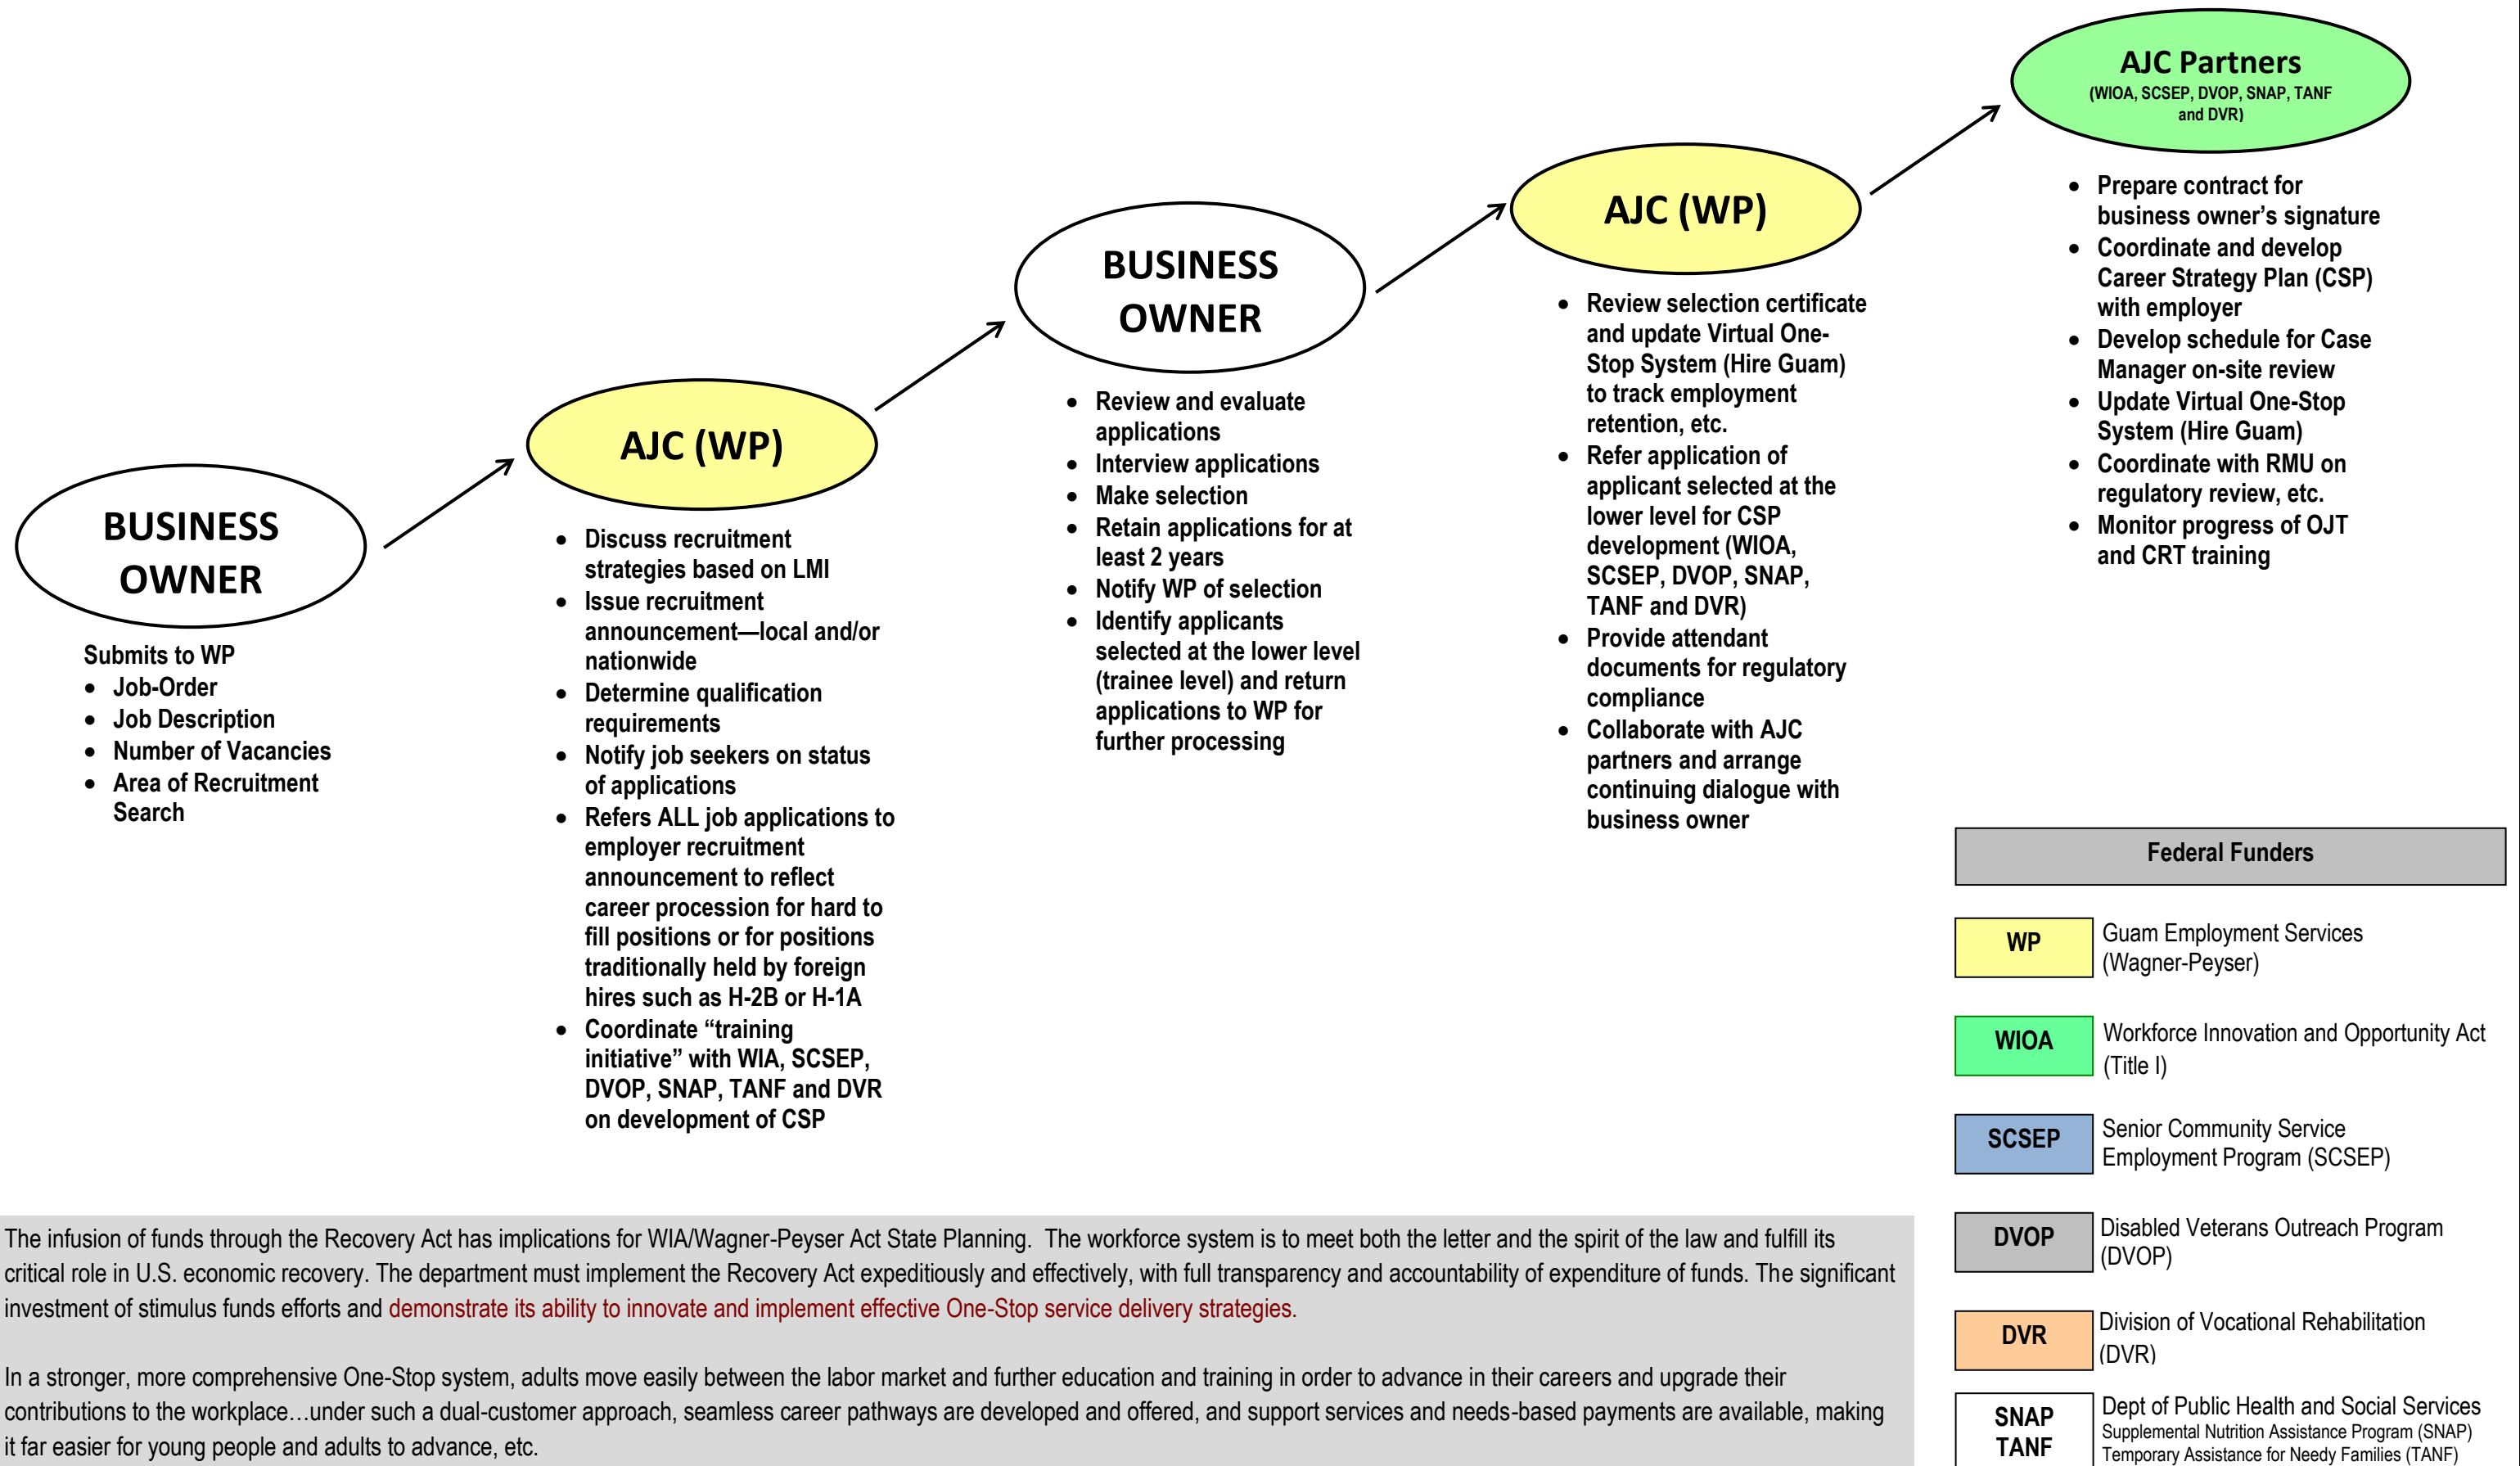 BUSINESS
OWNER
Submits to WP
• Job-Order
• Job Description
• Number of Vacancies
• Area of Recruitment
Search
AJC (WP)
• Discuss recruitment
strategies based on LMI
• Issue recruitment
announcement—local and/or
nationwide
• Determine qualification
requirements
• Notify job seekers on status
of applications
• Refers ALL job applications to
employer recruitment
announcement to reflect
career procession for hard to
fill positions or for positions
traditionally held by foreign
hires such as H-2B or H-1A
• Coordinate “training
initiative” with WIA, SCSEP,
DVOP, SNAP, TANF and DVR
on development of CSP
BUSINESS
OWNER
• Review and evaluate
applications
• Interview applications
• Make selection
• Retain applications for at
least 2 years
• Notify WP of selection
• Identify applicants
selected at the lower level
(trainee level) and return
applications to WP for
further processing
AJC (WP)
• Review selection certificate
and update Virtual One-
Stop System (Hire Guam)
to track employment
retention, etc.
• Refer application of
applicant selected at the
lower level for CSP
development (WIOA,
SCSEP, DVOP, SNAP,
TANF and DVR)
• Provide attendant
documents for regulatory
compliance
• Collaborate with AJC
partners and arrange
continuing dialogue with
business owner
AJC Partners
(WIOA, SCSEP, DVOP, SNAP, TANF
and DVR)
• Prepare contract for
business owner’s signature
• Coordinate and develop
Career Strategy Plan (CSP)
with employer
• Develop schedule for Case
Manager on-site review
• Update Virtual One-Stop
System (Hire Guam)
• Coordinate with RMU on
regulatory review, etc.
• Monitor progress of OJT
and CRT training
Federal Funders
WP
Guam Employment Services
(Wagner-Peyser)
WIOA
Workforce Innovation and Opportunity Act
(Title I)
SCSEP
Senior Community Service
Employment Program (SCSEP)
DVOP
Disabled Veterans Outreach Program
(DVOP)
DVR
Division of Vocational Rehabilitation
(DVR)
SNAP
TANF
Dept of Public Health and Social Services
Supplemental Nutrition Assistance Program (SNAP)
Temporary Assistance for Needy Families (TANF)
The infusion of funds through the Recovery Act has implications for WIA/Wagner-Peyser Act State Planning. The workforce system is to meet both the letter and the spirit of the law and fulfill its
critical role in U.S. economic recovery. The department must implement the Recovery Act expeditiously and effectively, with full transparency and accountability of expenditure of funds. The significant
investment of stimulus funds efforts and demonstrate its ability to innovate and implement effective One-Stop service delivery strategies.
In a stronger, more comprehensive One-Stop system, adults move easily between the labor market and further education and training in order to advance in their careers and upgrade their
contributions to the workplace…under such a dual-customer approach, seamless career pathways are developed and offered, and support services and needs-based payments are available, making
it far easier for young people and adults to advance, etc.